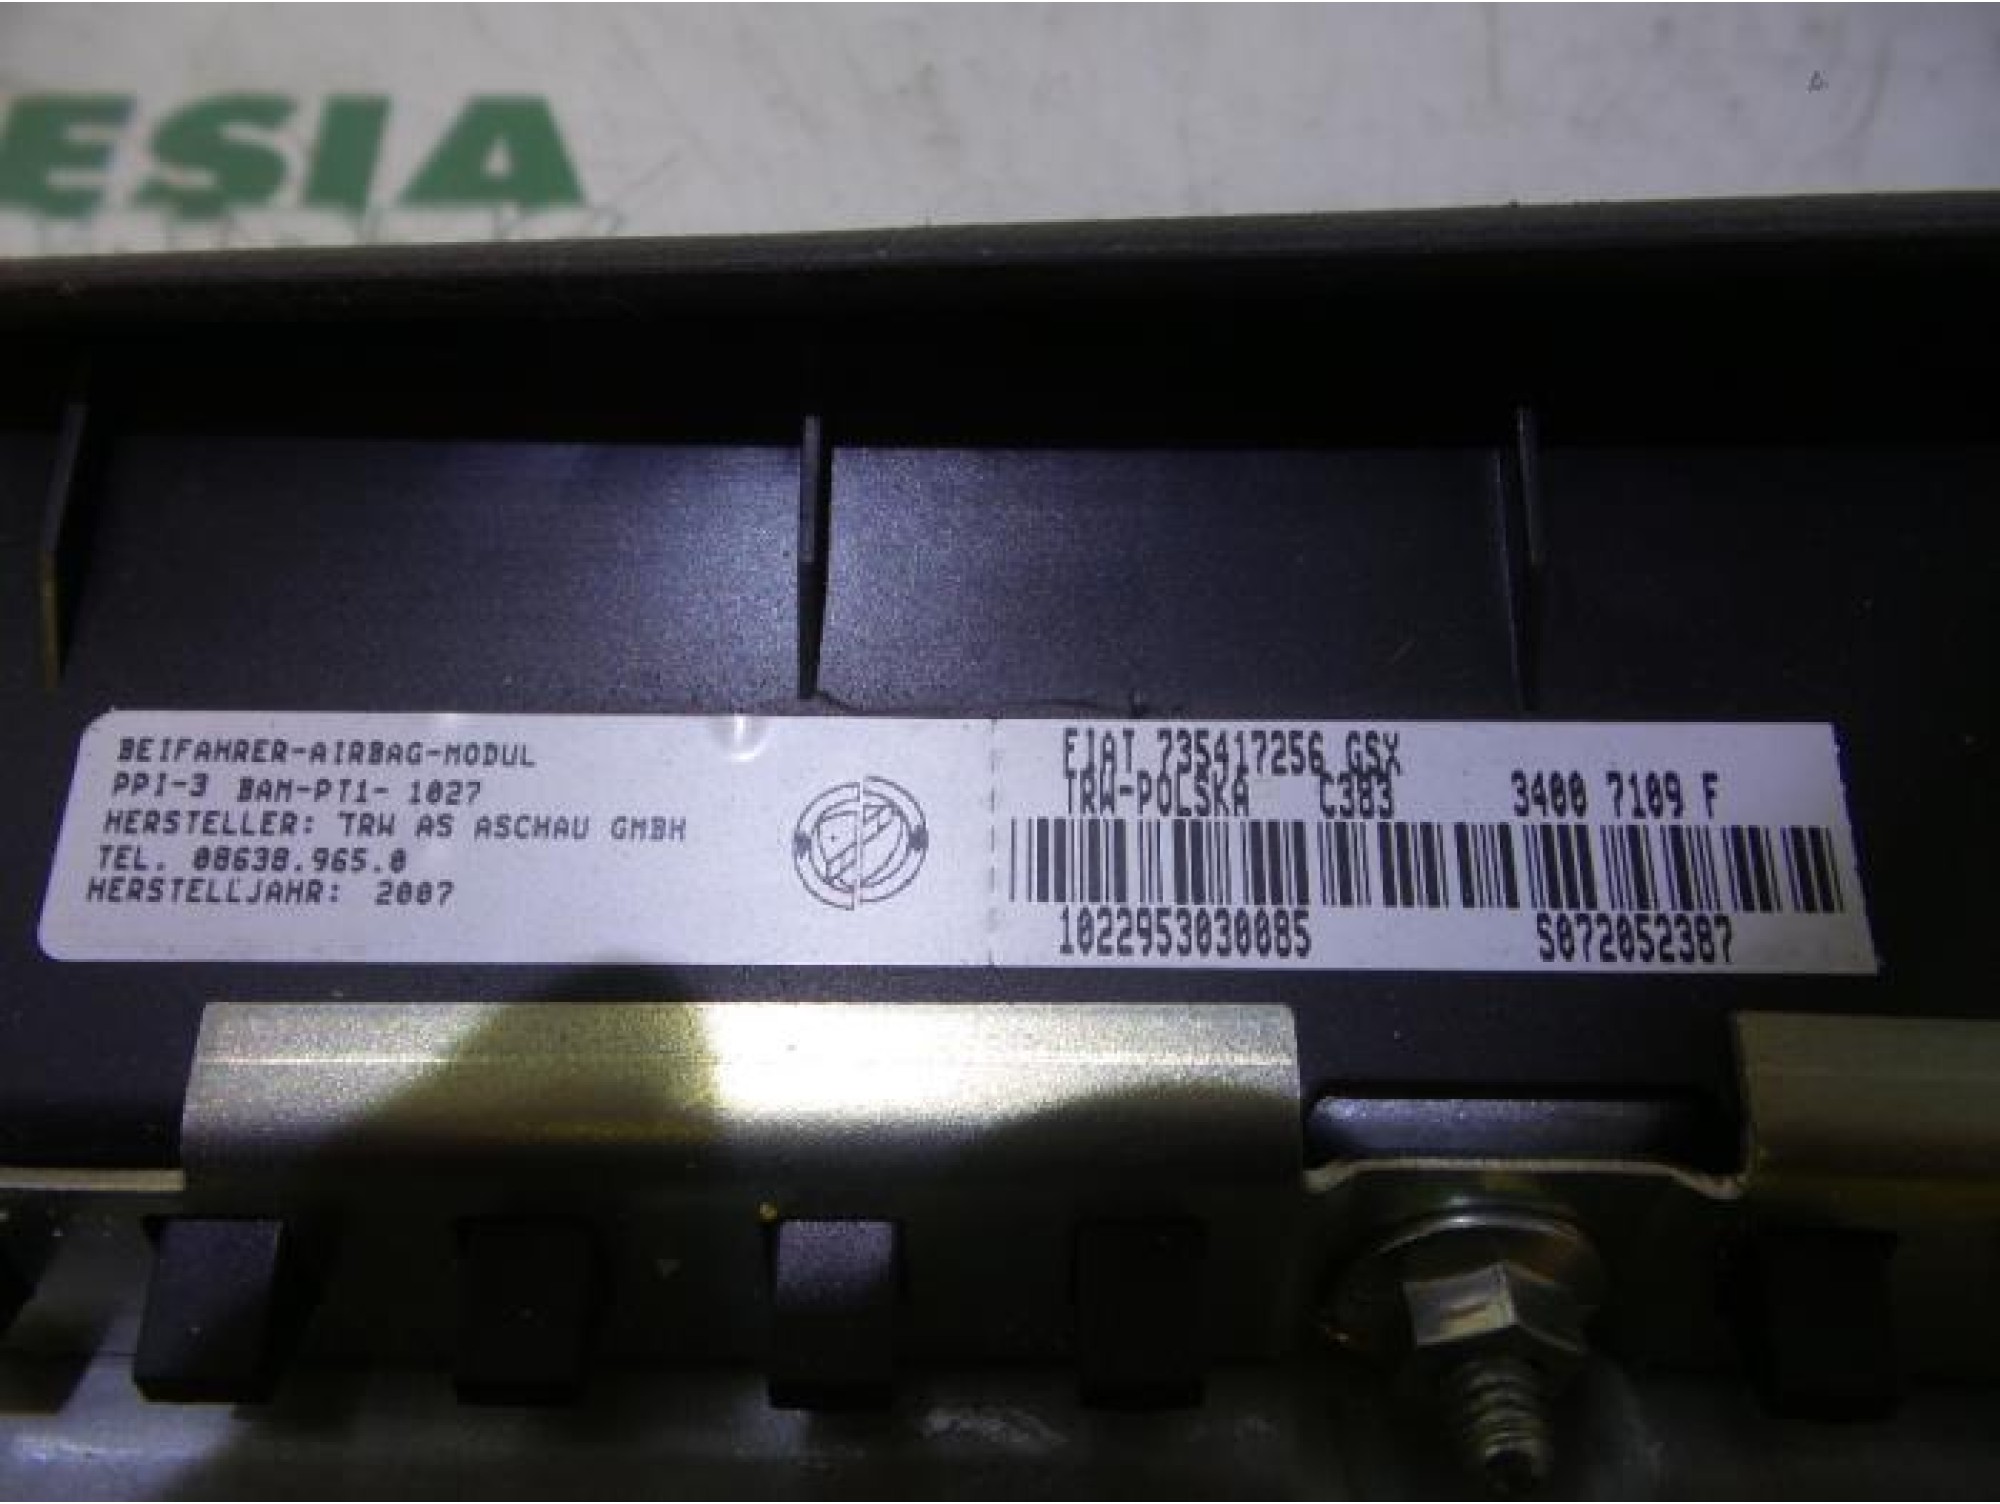 ESIA
BEIFAHRER-AIRBAG-MODUL
PPI-3 BAM-PT1- 1027
HERSTELLER: TRW AS ASCHAU GMBH
TEL. 08638.965.0
HERSTELLJAHR: 2007
FIAT 735417256 GSX
TRW-POLSKA C383 3400 7109 F
1022953030085 S072052387